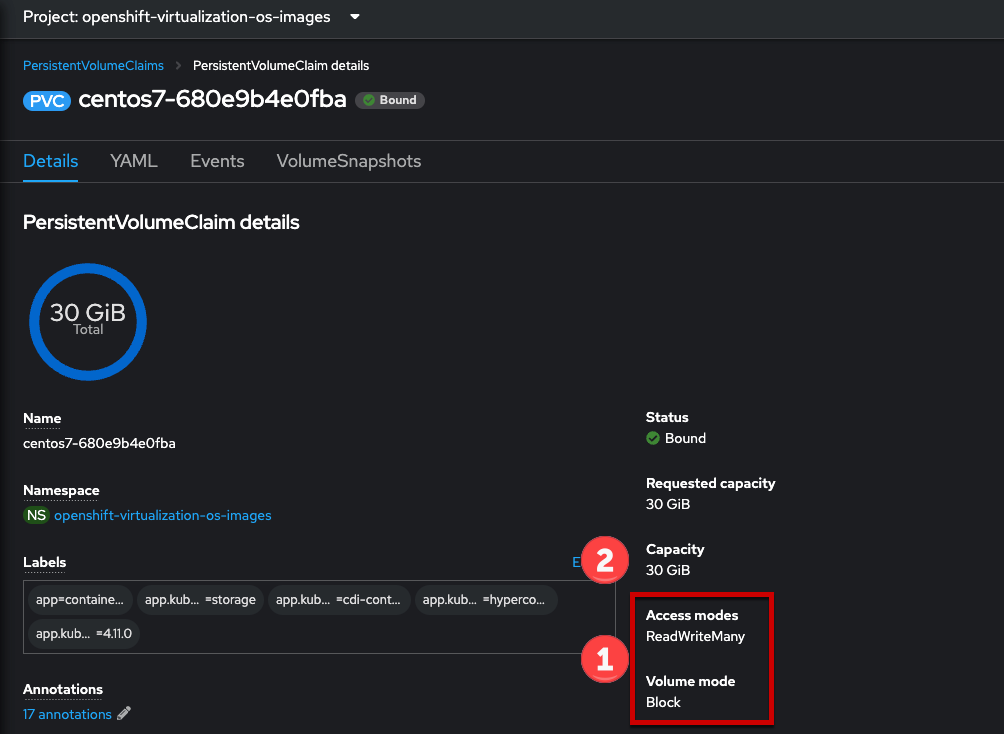 Project: openshift-virtualization-os-images
PersistentVolumeClaims > PersistentVolumeClaim details
PVC centos7-680e9b4e0fba Bound
Details YAML Events VolumeSnapshots
PersistentVolumeClaim details
30 GiB
Total
Name
centos7-680e9b4e0fba
Namespace
NS openshift-virtualization-os-images
Labels
E
app=containe... app.kub... =storage app.kub... =cdi-cont... app.kub... =hyperco...
app.kub... =4.11.0
Annotations
17 annotations
Status
Bound
Requested capacity
30 GiB
2
Capacity
30 GiB
1
Access modes
ReadWriteMany
Volume mode
Block